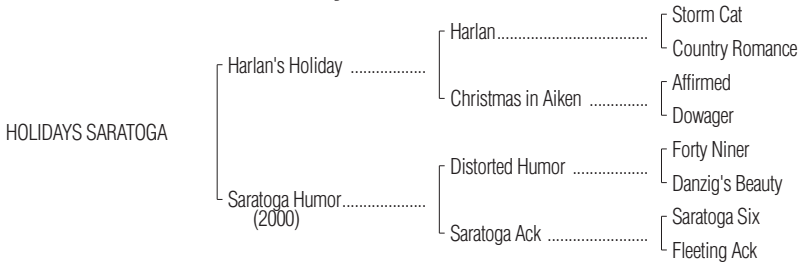 Storm Cat
Harlan
Country Romance
Harlan's Holiday
Affirmed
Christmas in Aiken
Dowager
HOLIDAYS SARATOGA
Forty Niner
Distorted Humor
Danzig's Beauty
Saratoga Humor
(2000)
Saratoga Six
Saratoga Ack
Fleeting Ack